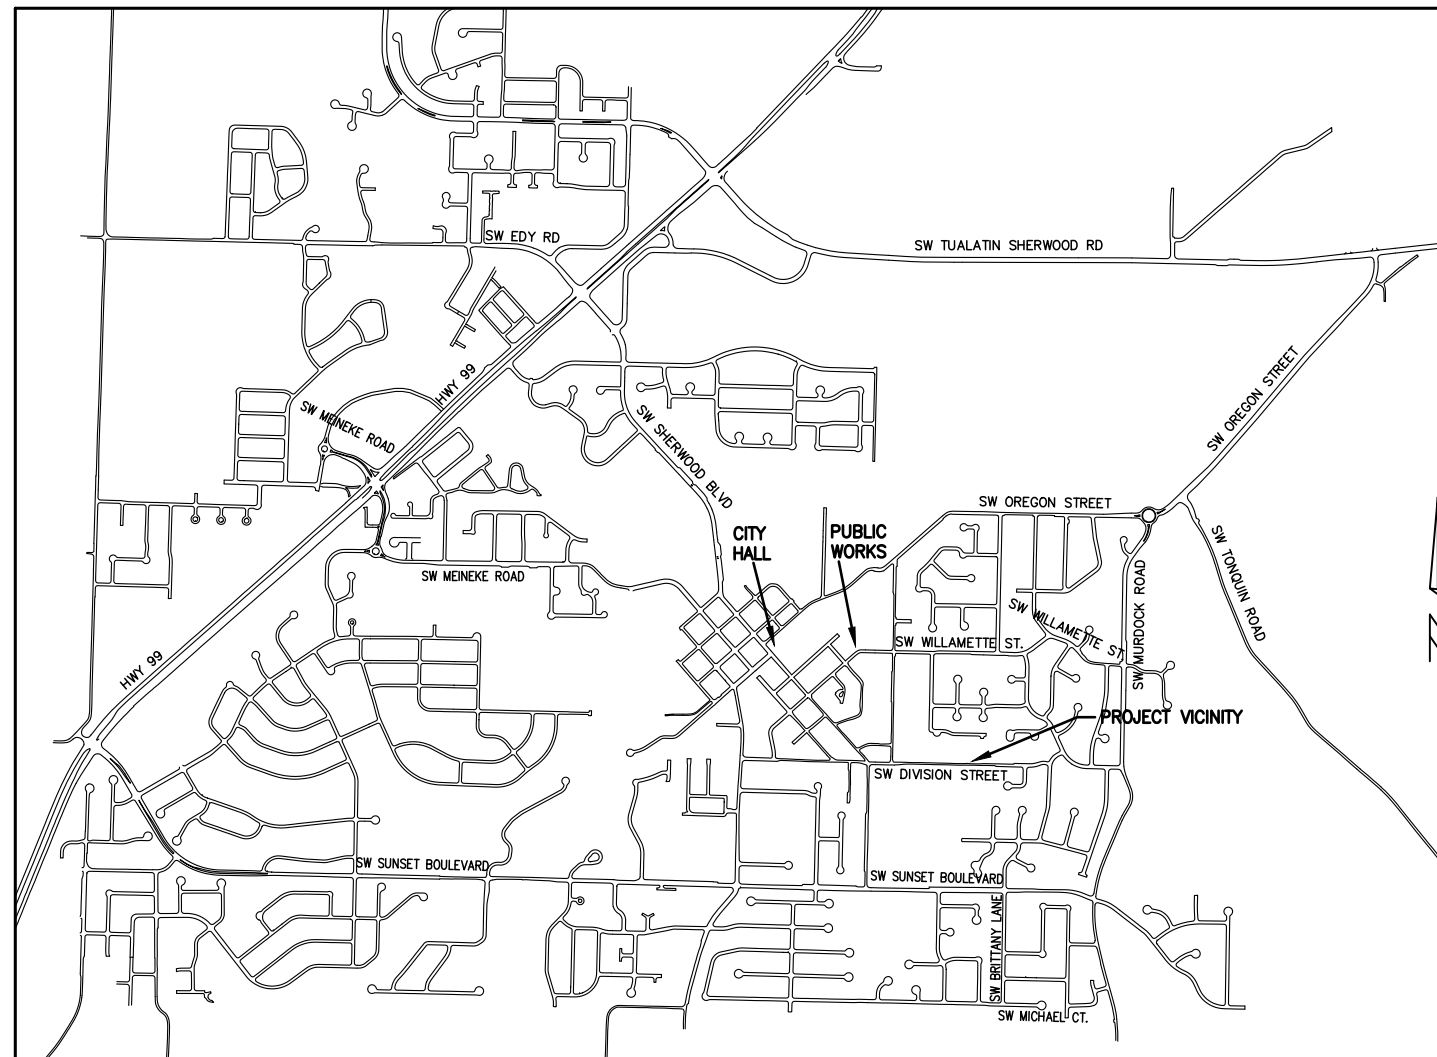 SW EDY RD
SW TUALATIN SHERWOOD RD
HWY 99
SW OREGON STREET
SW MEINEKE ROAD
SW SHERWOOD BLVD
SW OREGON STREET
CITY
HALL
PUBLIC
WORKS
SW TONQUIN ROAD
SW MEINEKE ROAD
SW MURDOCK ROAD
SW WILLAMETTE ST.
SW WILLAMETTE ST.
HWY 99
PROJECT VICINITY
SW DIVISION STREET
SW SUNSET BOULEVARD
SW SUNSET BOULEVARD
SW BRITTANY LANE
SW MICHAEL CT.